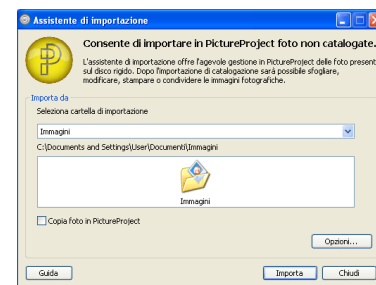 Assistente di importazione
Consente di importare in PictureProject foto non catalogate.
L'assistente di importazione offre l'agevole gestione in PictureProject delle foto present
sul disco rigido. Dopo l'importazione di catalogazione sarà possibile sfogliare,
modificare, stampare o condividere le immagini fotografiche.
Importa da
Seleziona cartella di importazione
Immagini
C:\Documents and Settings\User\Documenti\Immagini
Immagini
Copia foto in PictureProject
Opzioni...
Guida
Importa
Chiudi